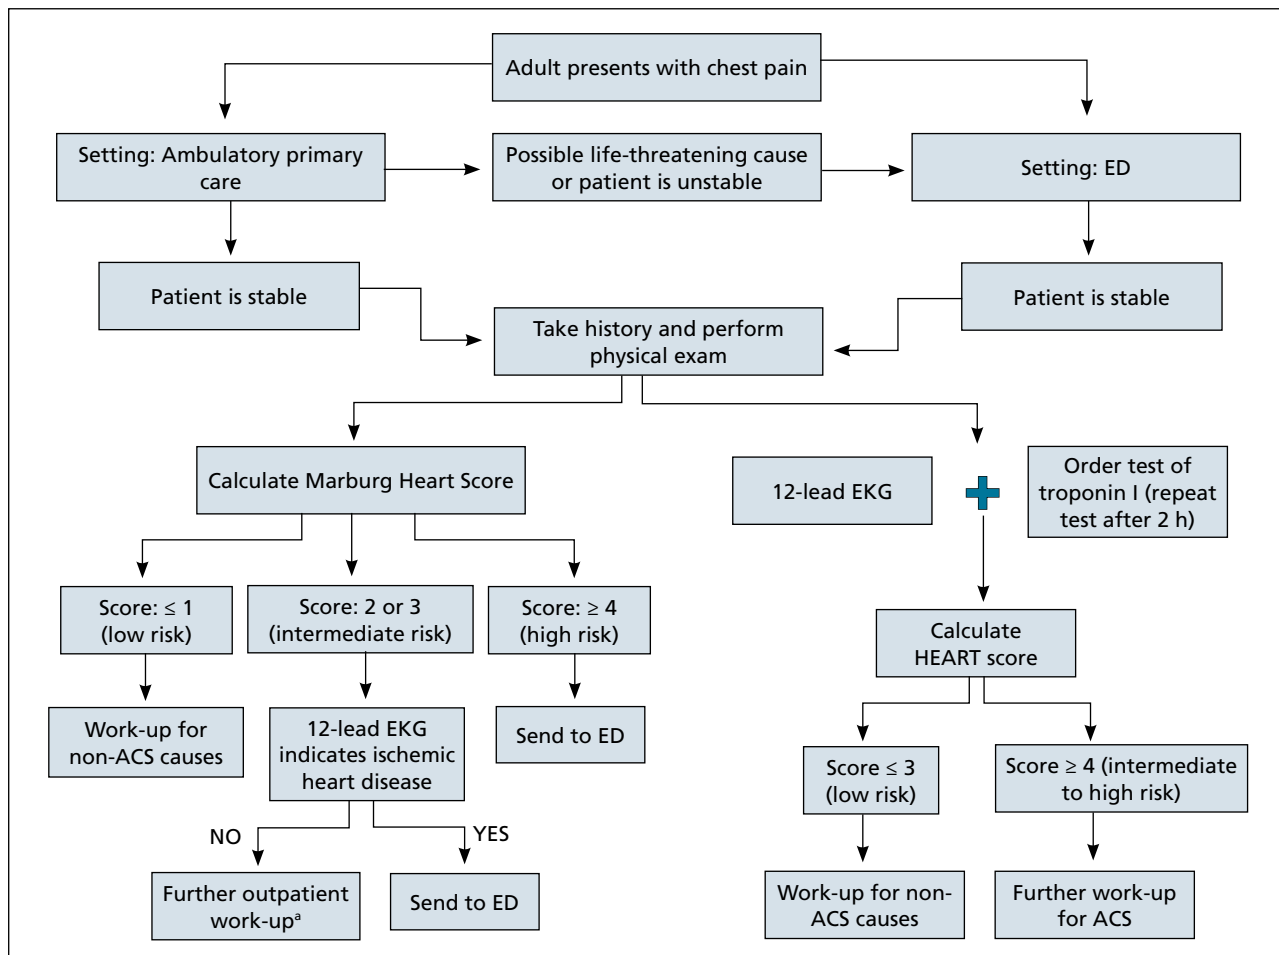 Adult presents with chest pain
Setting: Ambulatory primary
care
Possible life-threatening cause
or patient is unstable
Setting: ED
Patient is stable
Patient is stable
Take history and perform
physical exam
Calculate Marburg Heart Score
12-lead EKG
Order test of
troponin I (repeat
test after 2 h)
Score: ≤ 1
(low risk)
Score: 2 or 3
(intermediate risk)
Score: ≥ 4
(high risk)
Calculate
HEART score
Work-up for
non-ACS causes
12-lead EKG
indicates ischemic
heart disease
Send to ED
Score ≤ 3
(low risk)
Score ≥ 4 (intermediate
to high risk)
NO
YES
Further outpatient
work-upᵃ
Send to ED
Work-up for non-
ACS causes
Further work-up
for ACS